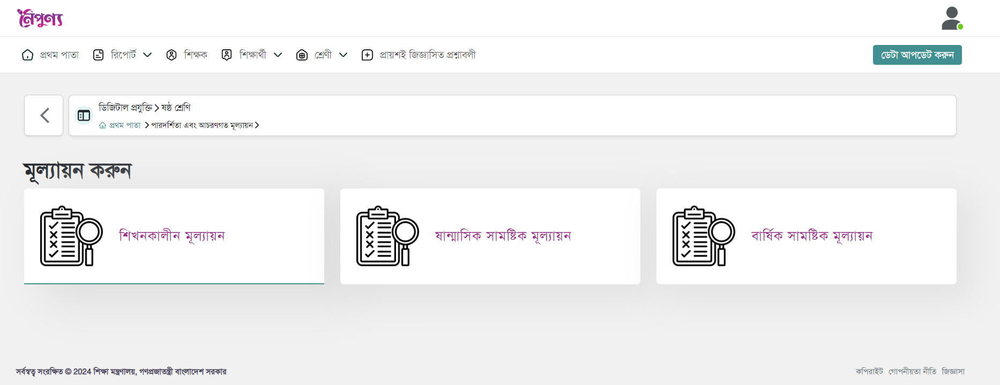 নৈপুণ্য
প্রথম পাতা রিপোর্ট শিক্ষক শিক্ষার্থী শ্রেণী প্রায়শই জিজ্ঞাসিত প্রশ্নাবলী ডেটা আপডেট করুন
ডিজিটাল প্রযুক্তি > ষষ্ঠ শ্রেণি
প্রথম পাতা > পারদর্শিতা এবং আচরণগত মূল্যায়ন >
মূল্যায়ন করুন
শিখনকালীন মূল্যায়ন
ষান্মাসিক সামষ্টিক মূল্যায়ন
বার্ষিক সামষ্টিক মূল্যায়ন
সর্বস্বত্ব সংরক্ষিত © 2024 শিক্ষা মন্ত্রণালয়, গণপ্রজাতন্ত্রী বাংলাদেশ সরকার
কপিরাইট গোপনীয়তা নীতি জিজ্ঞাসা